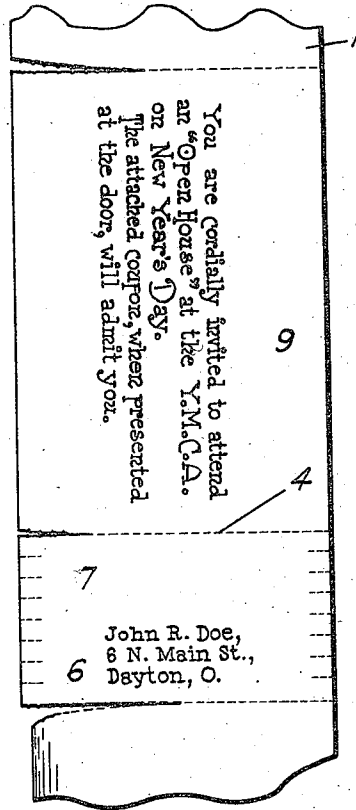 You are cordially invited to attend
an "Open House" at the Y.M.C.A.
on New Year's Day.
The attached coupon, when presented
at the door, will admit you.
9
4
7
John R. Doe,
6 N. Main St.,
Dayton, O.
6